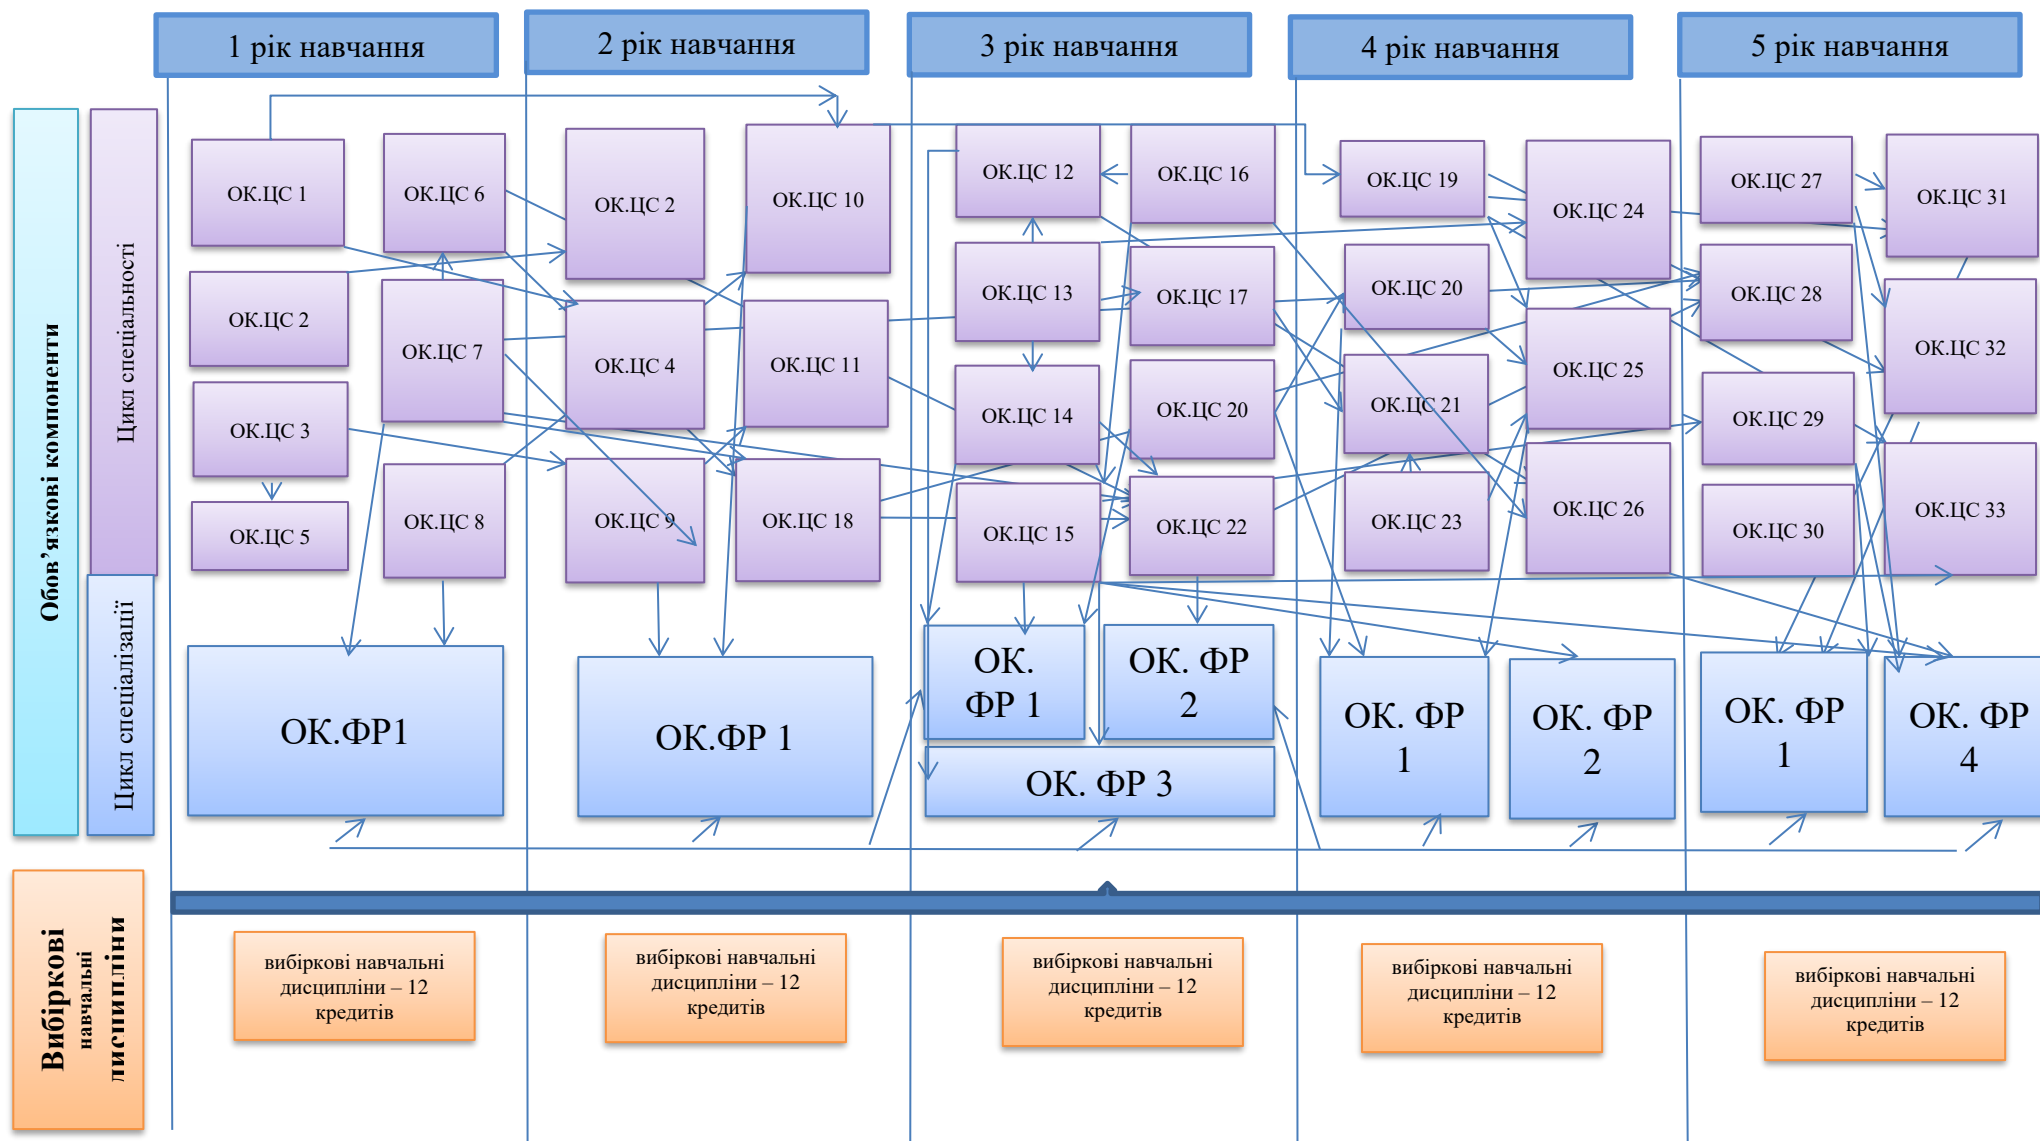 1 рік навчання
2 рік навчання
3 рік навчання
4 рік навчання
5 рік навчання
Обов’язкові компоненти
Цикл спеціальності
Цикл спеціалізації
ОК.ЦС 1
ОК.ЦС 2
ОК.ЦС 3
ОК.ЦС 5
ОК.ЦС 6
ОК.ЦС 7
ОК.ЦС 8
ОК.ФР1
ОК.ЦС 2
ОК.ЦС 4
ОК.ЦС 9
ОК.ЦС 10
ОК.ЦС 11
ОК.ЦС 18
ОК.ФР 1
ОК.ЦС 12
ОК.ЦС 13
ОК.ЦС 14
ОК.ЦС 15
ОК.ЦС 16
ОК.ЦС 17
ОК.ЦС 20
ОК.ЦС 22
ОК.
ФР 1
ОК. ФР
2
ОК. ФР 3
ОК.ЦС 19
ОК.ЦС 20
ОК.ЦС 21
ОК.ЦС 23
ОК.ЦС 24
ОК.ЦС 25
ОК.ЦС 26
ОК. ФР
1
ОК. ФР
2
ОК.ЦС 27
ОК.ЦС 28
ОК.ЦС 29
ОК.ЦС 30
ОК.ЦС 31
ОК.ЦС 32
ОК.ЦС 33
ОК. ФР
1
ОК. ФР
4
Вибіркові
навчальні
дисципліни
вибіркові навчальні
дисципліни – 12
кредитів
вибіркові навчальні
дисципліни – 12
кредитів
вибіркові навчальні
дисципліни – 12
кредитів
вибіркові навчальні
дисципліни – 12
кредитів
вибіркові навчальні
дисципліни – 12
кредитів